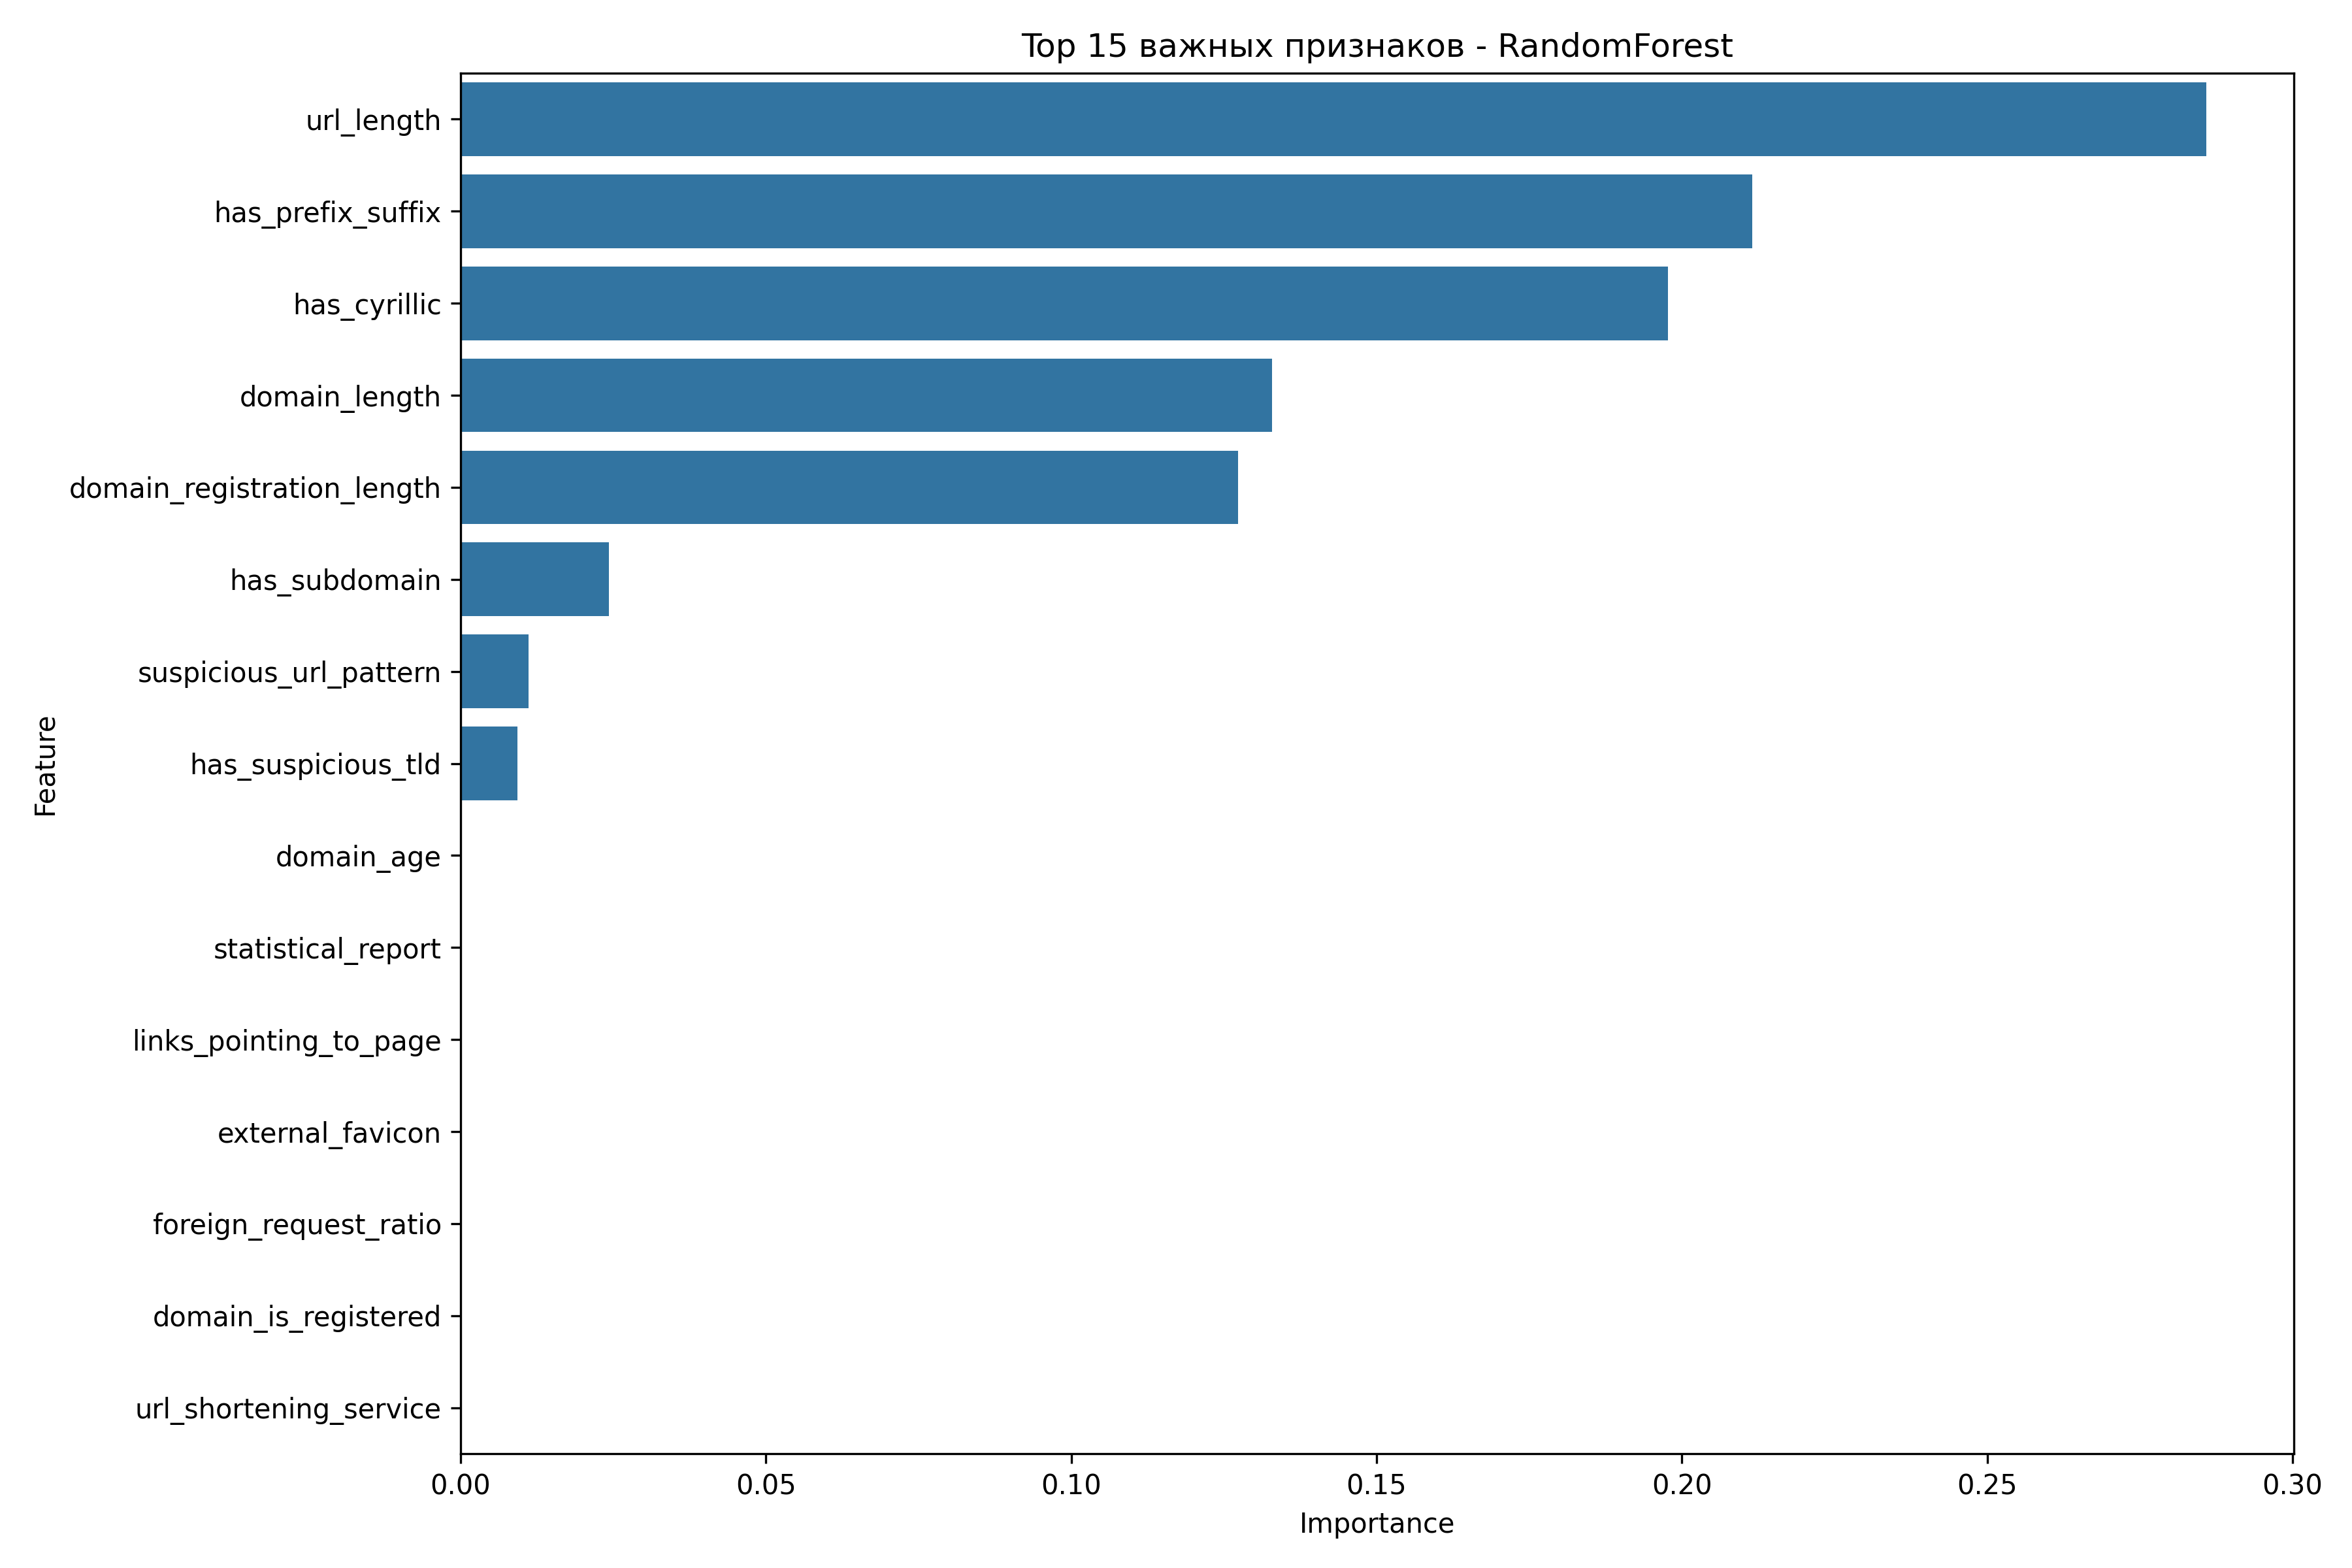 Top 15 важных признаков - RandomForest
url_length
has_prefix_suffix
has_cyrillic
domain_length
domain_registration_length
has_subdomain
suspicious_url_pattern
has_suspicious_tld
domain_age
statistical_report
links_pointing_to_page
external_favicon
foreign_request_ratio
domain_is_registered
url_shortening_service
Feature
0.00 0.05 0.10 0.15 0.20 0.25 0.30
Importance